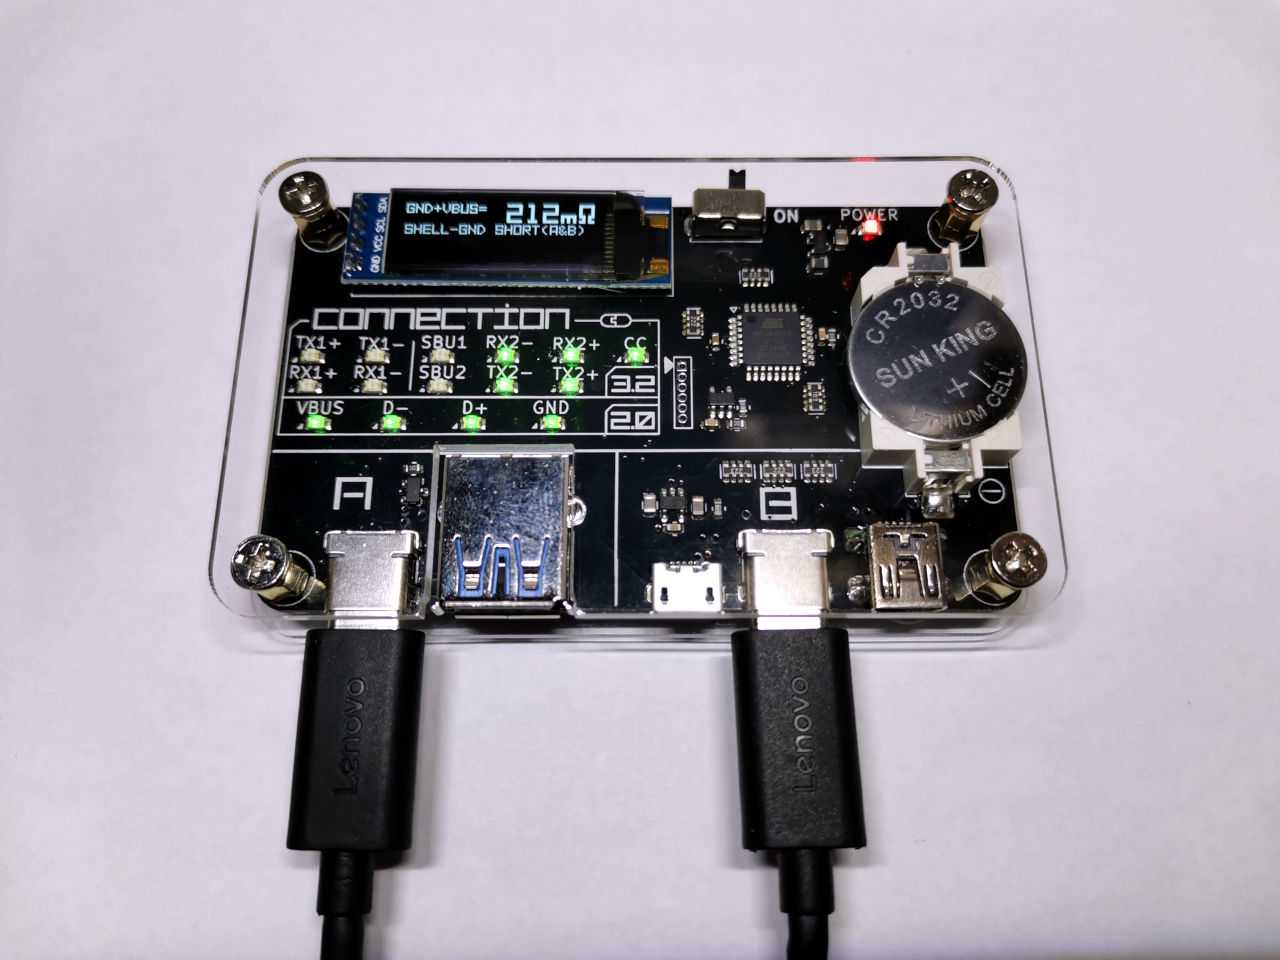 GND+VBUS= 212mΩ
SHELL-GND SHORT(A&B)
GND VCC SCL SDA
ON
POWER
CONNECTION
TX1+ TX1- SBU1 RX2- RX2+ CC
RX1+ RX1- SBU2 TX2- TX2+ 3.2
VBUS D- D+ GND 2.0
CR2032
SUN KING
+
LITHIUM CELL
A
B
Lenovo
Lenovo